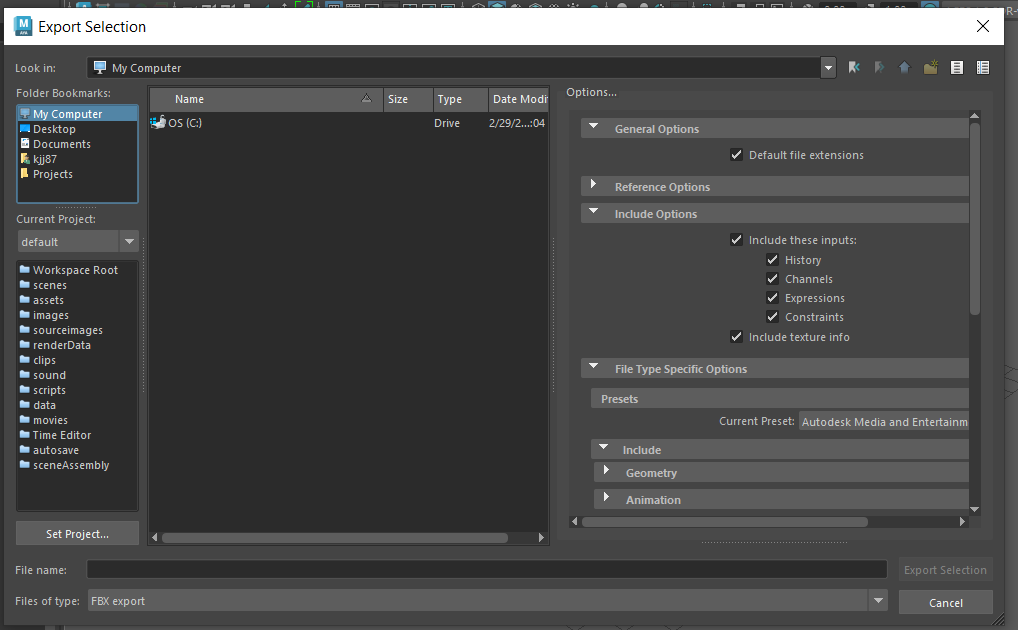 Export Selection
Look in:
My Computer
Folder Bookmarks:
My Computer
Desktop
Documents
kjj87
Projects
Current Project:
default
Workspace Root
scenes
assets
images
sourceimages
renderData
clips
sound
scripts
data
movies
Time Editor
autosave
sceneAssembly
Set Project...
Name Size Type Date Modi
OS (C:) Drive 2/29/2...:04
Options...
General Options
Default file extensions
Reference Options
Include Options
Include these inputs:
History
Channels
Expressions
Constraints
Include texture info
File Type Specific Options
Presets
Current Preset: Autodesk Media and Entertainm
Include
Geometry
Animation
File name:
Export Selection
Files of type: FBX export
Cancel